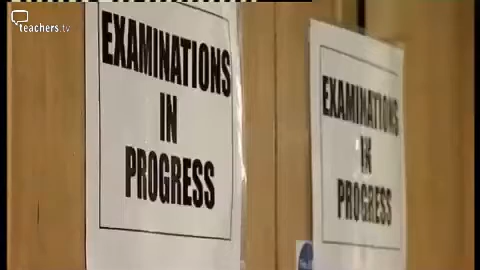 teachers.tv
EXAMINATIONS
IN
PROGRESS
EXAMINATIONS
IN
PROGRESS